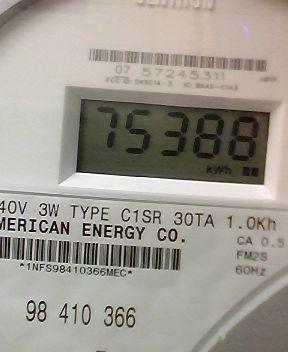 07 57245311
75388
kWh
40V 3W TYPE C1SR 30TA 1.0Kh
MERICAN ENERGY CO.
CA 0.5
*1NFS98410366MEC*
FM2S
60Hz
98 410 366